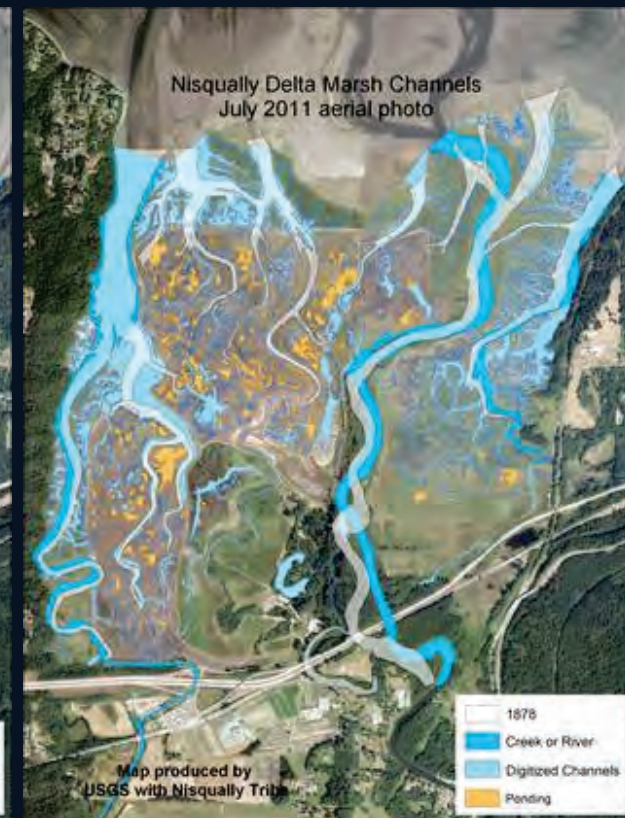 Nisqually Delta Marsh Channels
July 2011 aerial photo
1878
Creek or River
Digitized Channels
Ponding
Map produced by
USGS with Nisqually Tribe